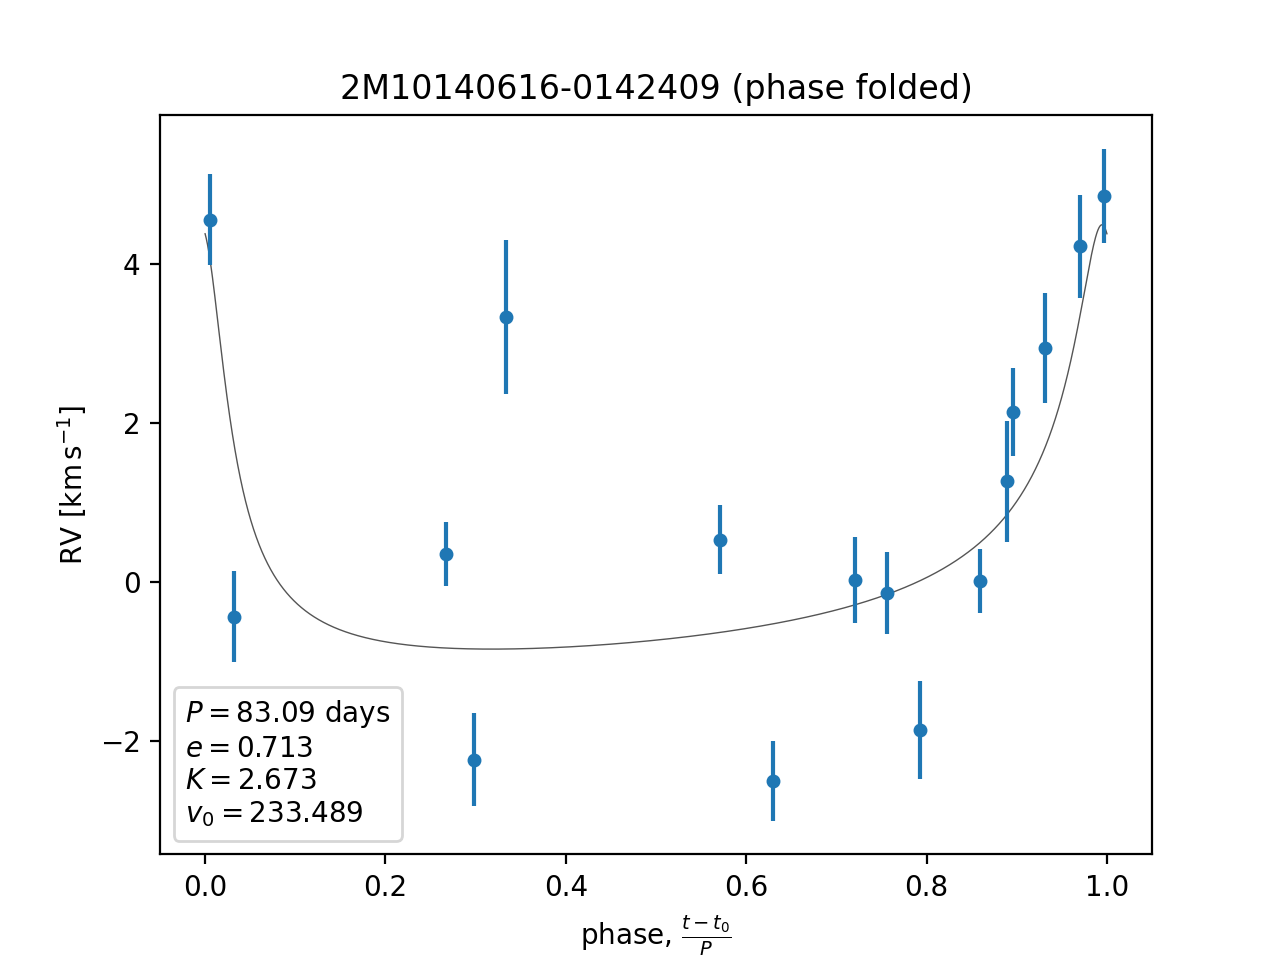 2M10140616-0142409 (phase folded)
RV [km s⁻¹]
4
2
0
−2
P = 83.09 days
e = 0.713
K = 2.673
v₀ = 233.489
0.0 0.2 0.4 0.6 0.8 1.0
phase, (t − t₀)/P